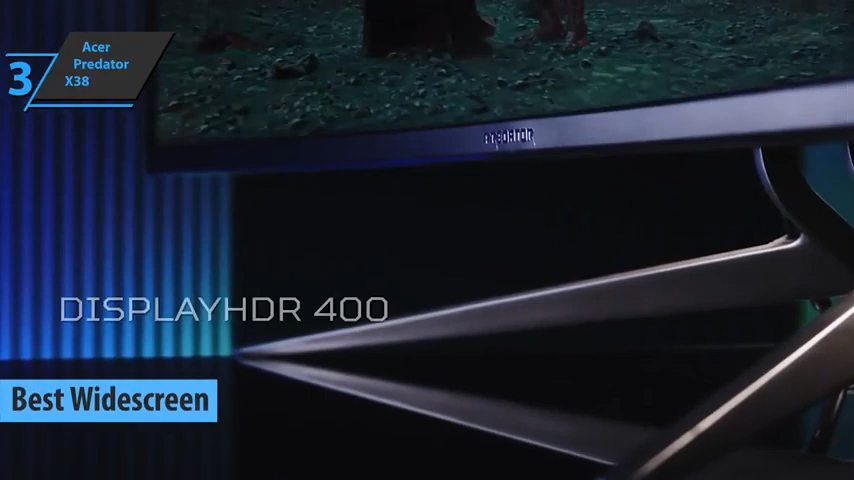 3
Acer
Predator
X38
PREDATOR
DISPLAYHDR 400
Best Widescreen